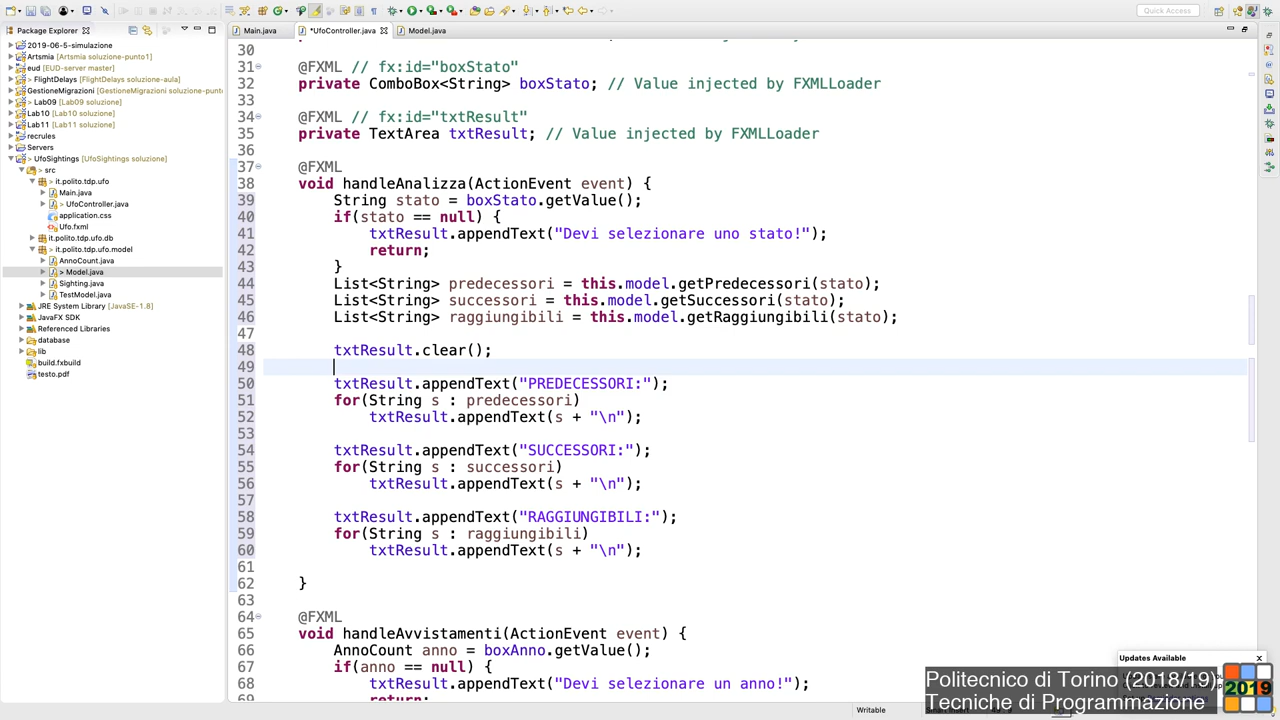 Quick Access
Package Explorer
Main.java
*UfoController.java
Model.java
2019-06-5-simulazione
Artsmia [Artsmia soluzione-punto1]
eud [EUD-server master]
> FlightDelays [FlightDelays soluzione-aula]
GestioneMigrazioni [GestioneMigrazioni soluzione-punto
> Lab09 [Lab09 soluzione]
Lab10 [Lab10 soluzione]
Lab11 [Lab11 soluzione]
recrules
Servers
UfoSightings [UfoSightings soluzione]
> src
> it.polito.tdp.ufo
Main.java
> UfoController.java
application.css
Ufo.fxml
it.polito.tdp.ufo.db
> it.polito.tdp.ufo.model
AnnoCount.java
> Model.java
Sighting.java
TestModel.java
JRE System Library [JavaSE-1.8]
JavaFX SDK
Referenced Libraries
database
lib
build.fxbuild
testo.pdf
30
31 @FXML // fx:id="boxStato"
32 private ComboBox<String> boxStato; // Value injected by FXMLLoader
33
34 @FXML // fx:id="txtResult"
35 private TextArea txtResult; // Value injected by FXMLLoader
36
37 @FXML
38 void handleAnalizza(ActionEvent event) {
39 String stato = boxStato.getValue();
40 if(stato == null) {
41 txtResult.appendText("Devi selezionare uno stato!");
42 return;
43 }
44 List<String> predecessori = this.model.getPredecessori(stato);
45 List<String> successori = this.model.getSuccessori(stato);
46 List<String> raggiungibili = this.model.getRaggiungibili(stato);
47
48 txtResult.clear();
49
50 txtResult.appendText("PREDECESSORI:");
51 for(String s : predecessori)
52 txtResult.appendText(s + "\n");
53
54 txtResult.appendText("SUCCESSORI:");
55 for(String s : successori)
56 txtResult.appendText(s + "\n");
57
58 txtResult.appendText("RAGGIUNGIBILI:");
59 for(String s : raggiungibili)
60 txtResult.appendText(s + "\n");
61
62 }
63
64 @FXML
65 void handleAvvistamenti(ActionEvent event) {
66 AnnoCount anno = boxAnno.getValue();
67 if(anno == null) {
68 txtResult.appendText("Devi selezionare un anno!");
69 return;
Updates Available
Politecnico di Torino (2018/19):
Tecniche di Programmazione
2019
Writable